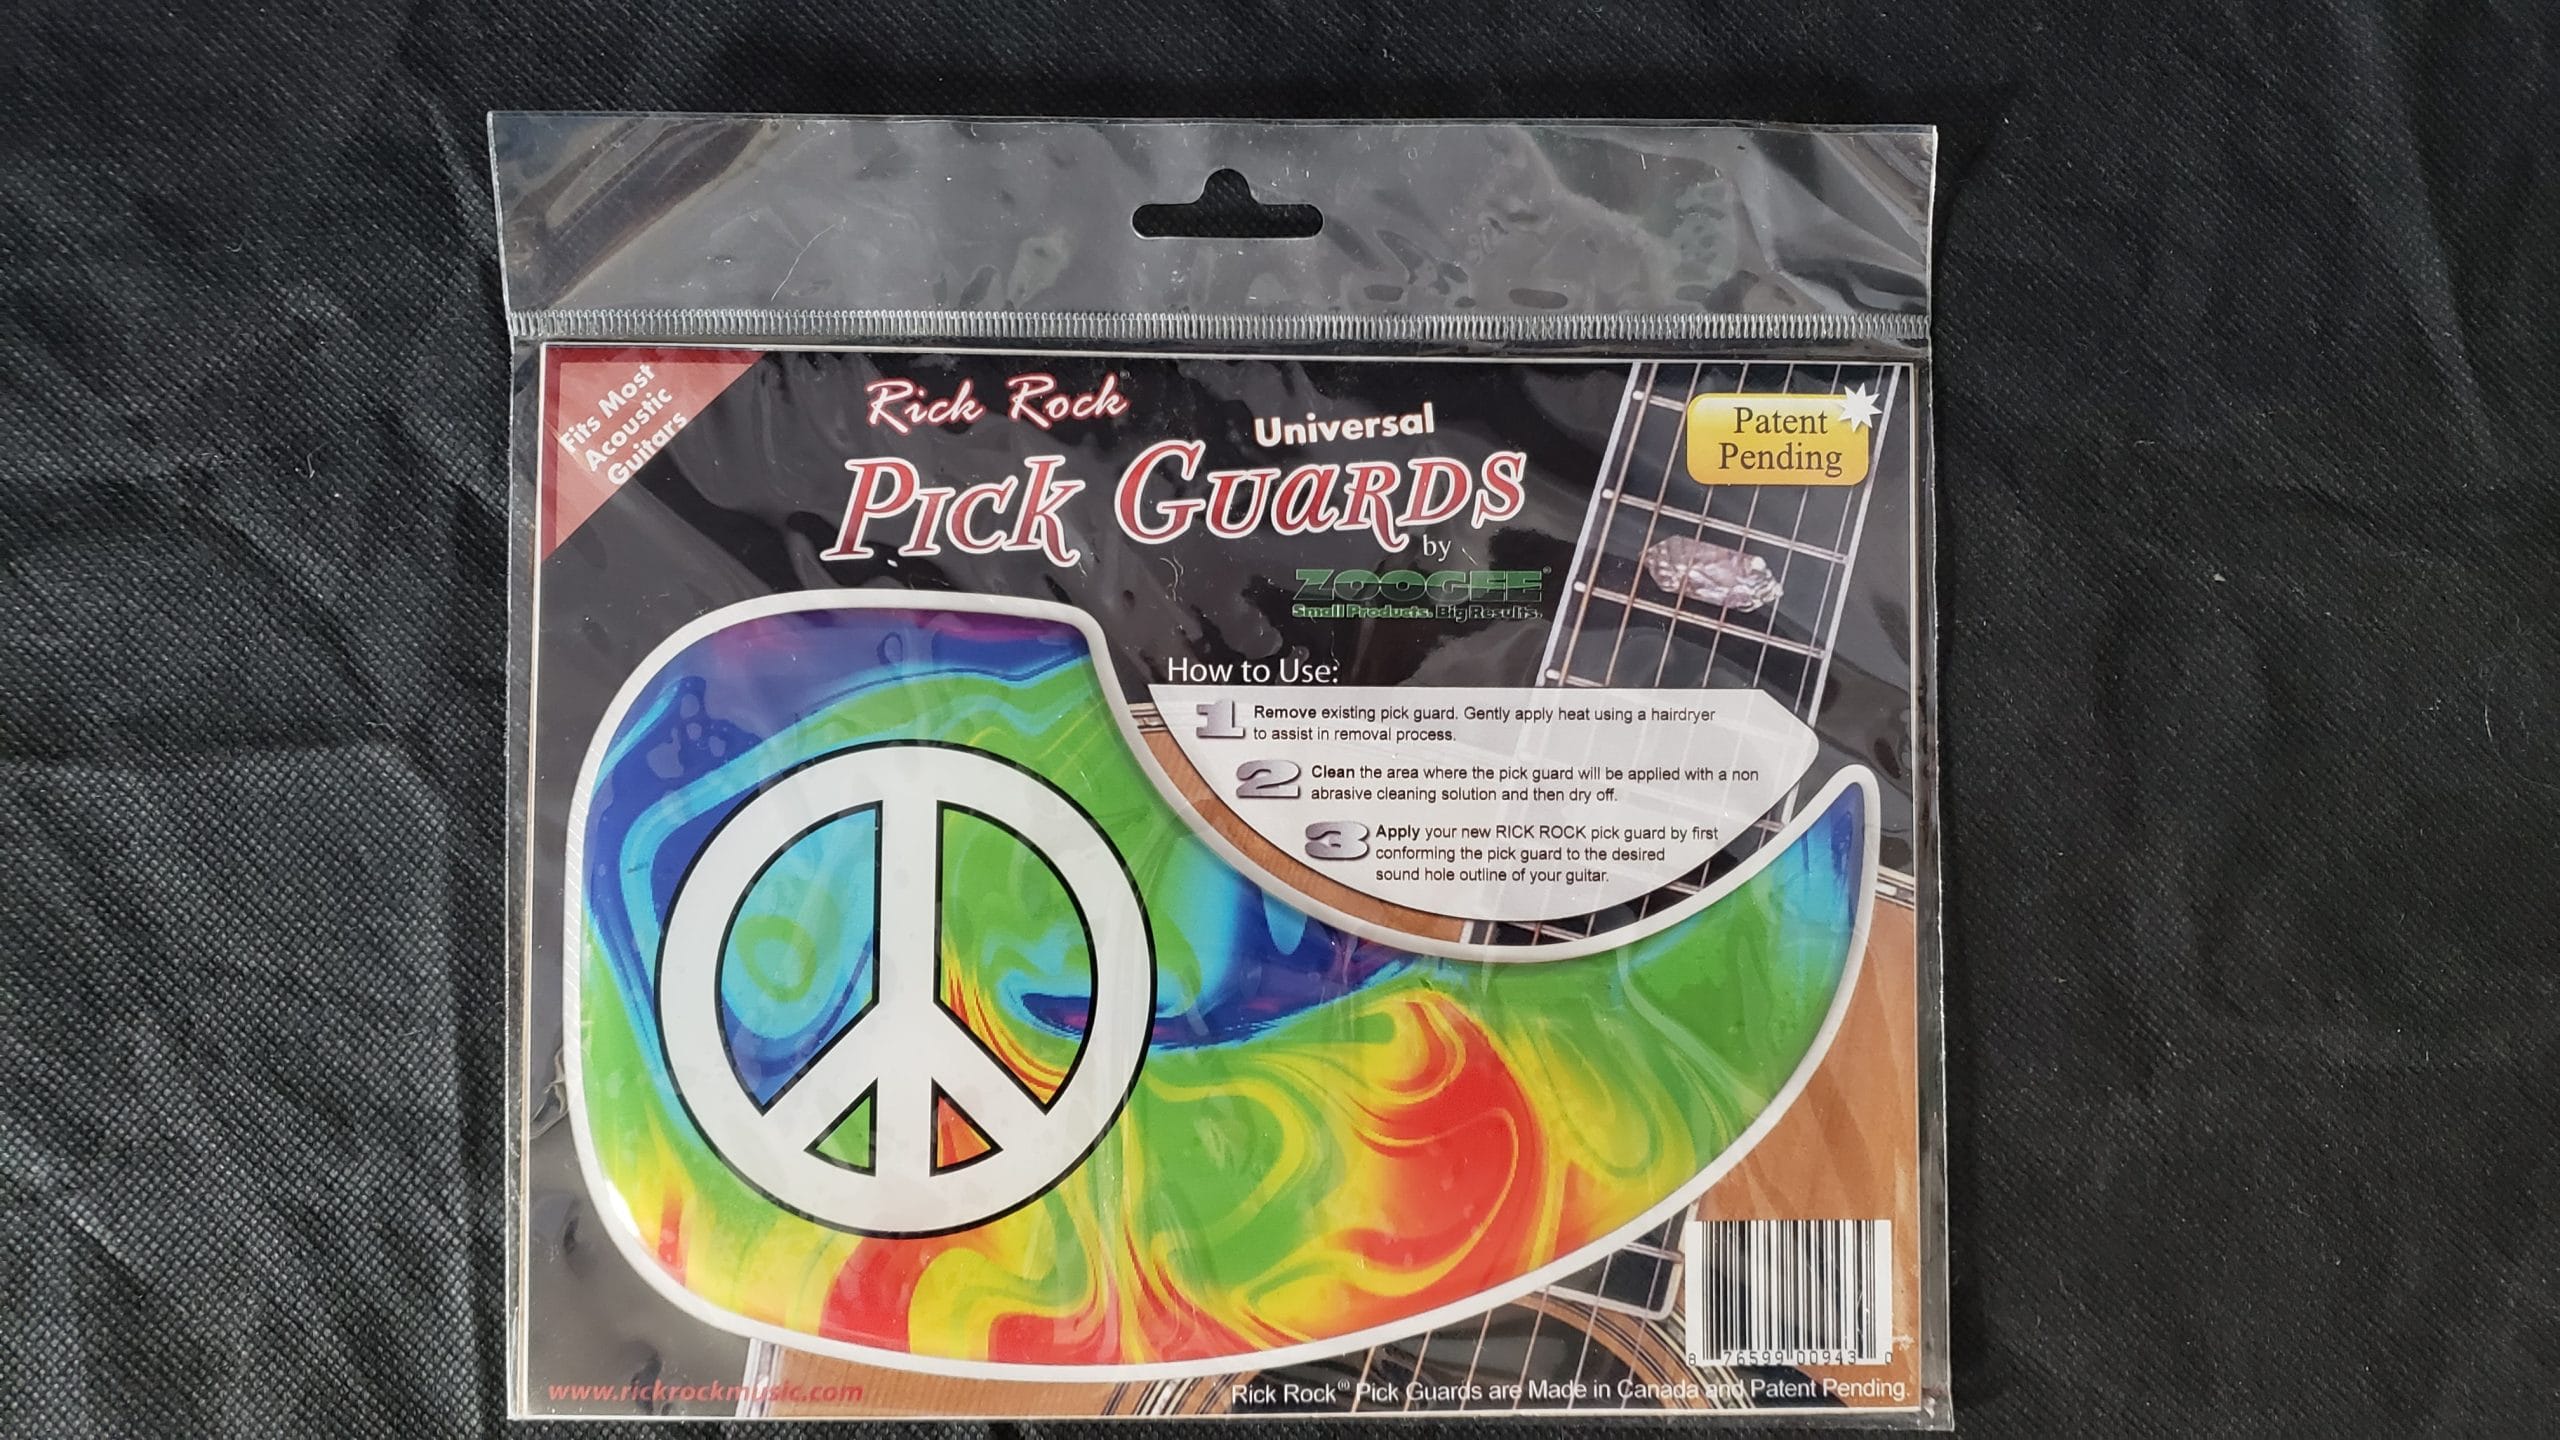 Fits Most
Acoustic
Guitars
Rick Rock
Universal
Pick Guards
by
ZOOGEE®
Small Products. Big Results.
Patent
Pending
How to Use:
1 Remove existing pick guard. Gently apply heat using a hairdryer
to assist in removal process.
2 Clean the area where the pick guard will be applied with a non
abrasive cleaning solution and then dry off.
3 Apply your new RICK ROCK pick guard by first
conforming the pick guard to the desired
sound hole outline of your guitar.
8 76599 00943 0
www.rickrockmusic.com
Rick Rock® Pick Guards are Made in Canada and Patent Pending.